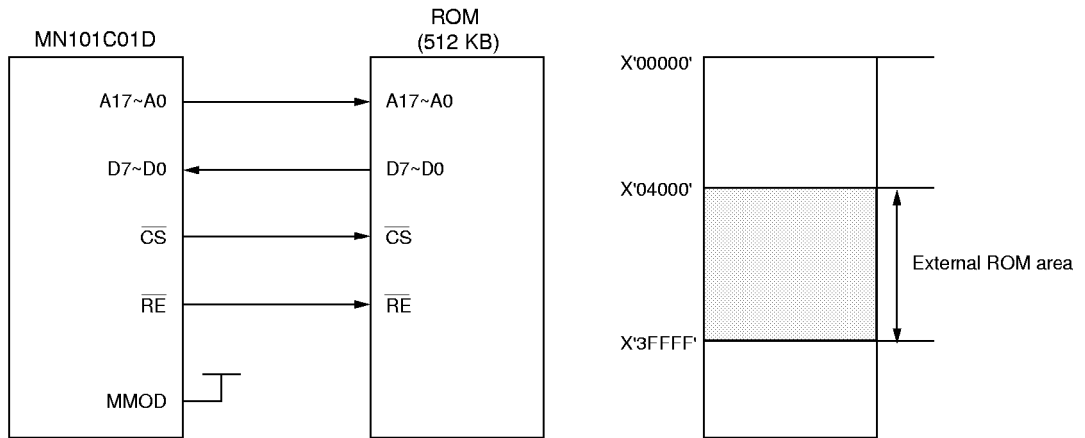 MN101C01D
ROM
(512 KB)
A17~A0
A17~A0
D7~D0
D7~D0
CS
CS
RE
RE
MMOD
X'00000'
X'04000'
External ROM area
X'3FFFF'